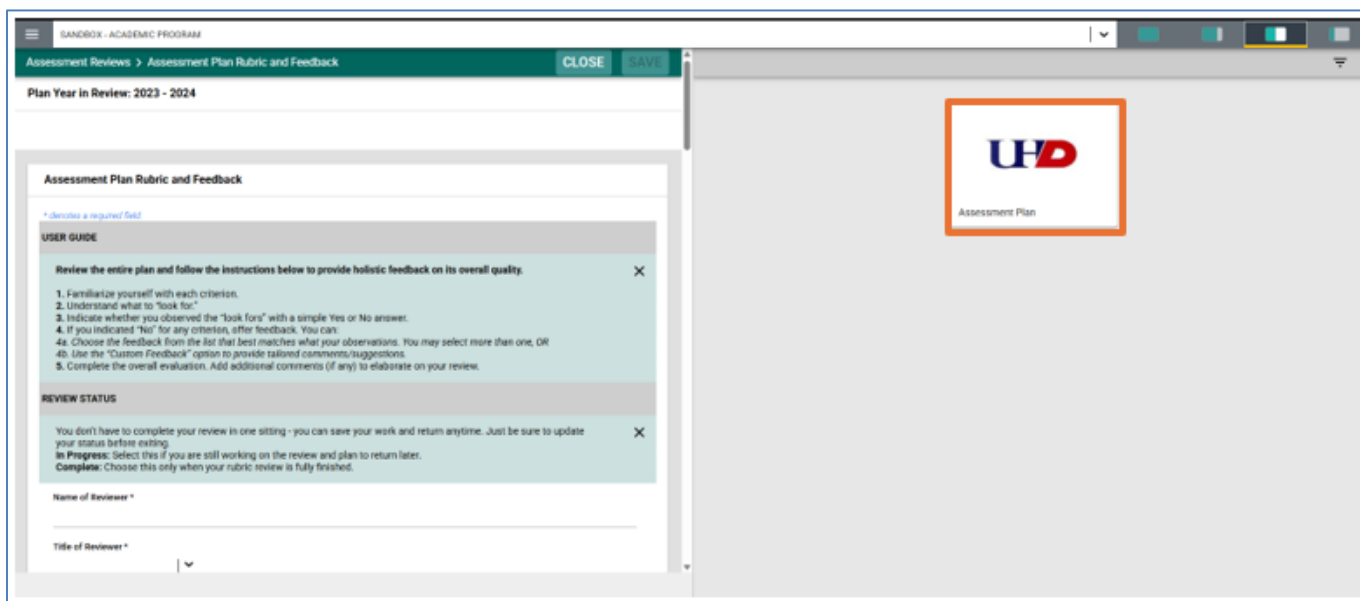 SANDBOX - ACADEMIC PROGRAM
Assessment Reviews > Assessment Plan Rubric and Feedback
CLOSE
SAVE
Plan Year in Review: 2023 - 2024
Assessment Plan Rubric and Feedback
* denotes a required field
USER GUIDE
Review the entire plan and follow the instructions below to provide holistic feedback on its overall quality.
1. Familiarize yourself with each criterion.
2. Understand what to "look for."
3. Indicate whether you observed the "look fors" with a simple Yes or No answer.
4. If you indicated "No" for any criterion, offer feedback. You can:
4a. Choose the feedback from the list that best matches what your observations. You may select more than one, OR
4b. Use the "Custom Feedback" option to provide tailored comments/suggestions.
5. Complete the overall evaluation. Add additional comments (if any) to elaborate on your review.
REVIEW STATUS
You don't have to complete your review in one sitting - you can save your work and return anytime. Just be sure to update
your status before exiting.
In Progress: Select this if you are still working on the review and plan to return later.
Complete: Choose this only when your rubric review is fully finished.
Name of Reviewer *
Title of Reviewer *
UHD
Assessment Plan